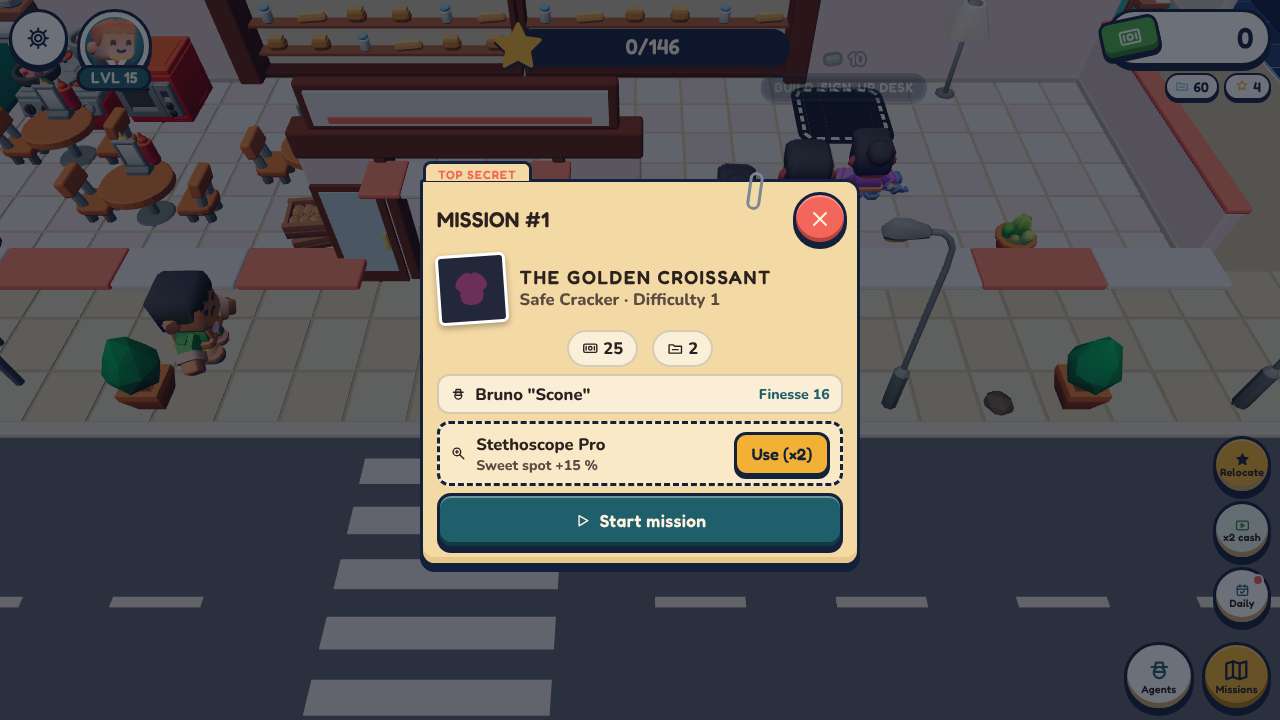 LVL 15
0/146
0
60
4
10
BUILD SIGN-UP DESK
TOP SECRET
MISSION #1
THE GOLDEN CROISSANT
Safe Cracker · Difficulty 1
25
2
Bruno "Scone"
Finesse 16
Stethoscope Pro
Sweet spot +15 %
Use (x2)
Start mission
Relocate
x2 cash
Daily
Agents
Missions